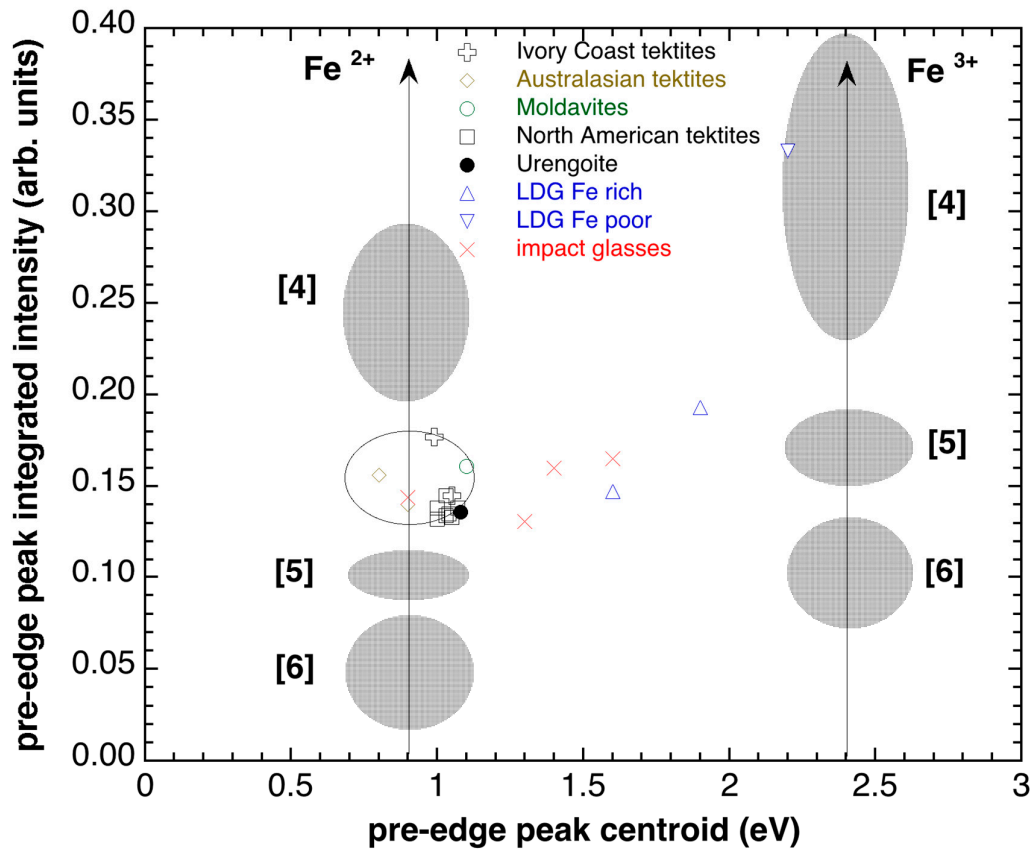 pre-edge peak integrated intensity (arb. units)
0.40
0.35
0.30
0.25
0.20
0.15
0.10
0.05
0.00
Fe 2+
Fe 3+
Ivory Coast tektites
Australasian tektites
Moldavites
North American tektites
Urengoite
LDG Fe rich
LDG Fe poor
impact glasses
[4]
[4]
[5]
[5]
[6]
[6]
0 0.5 1 1.5 2 2.5 3
pre-edge peak centroid (eV)